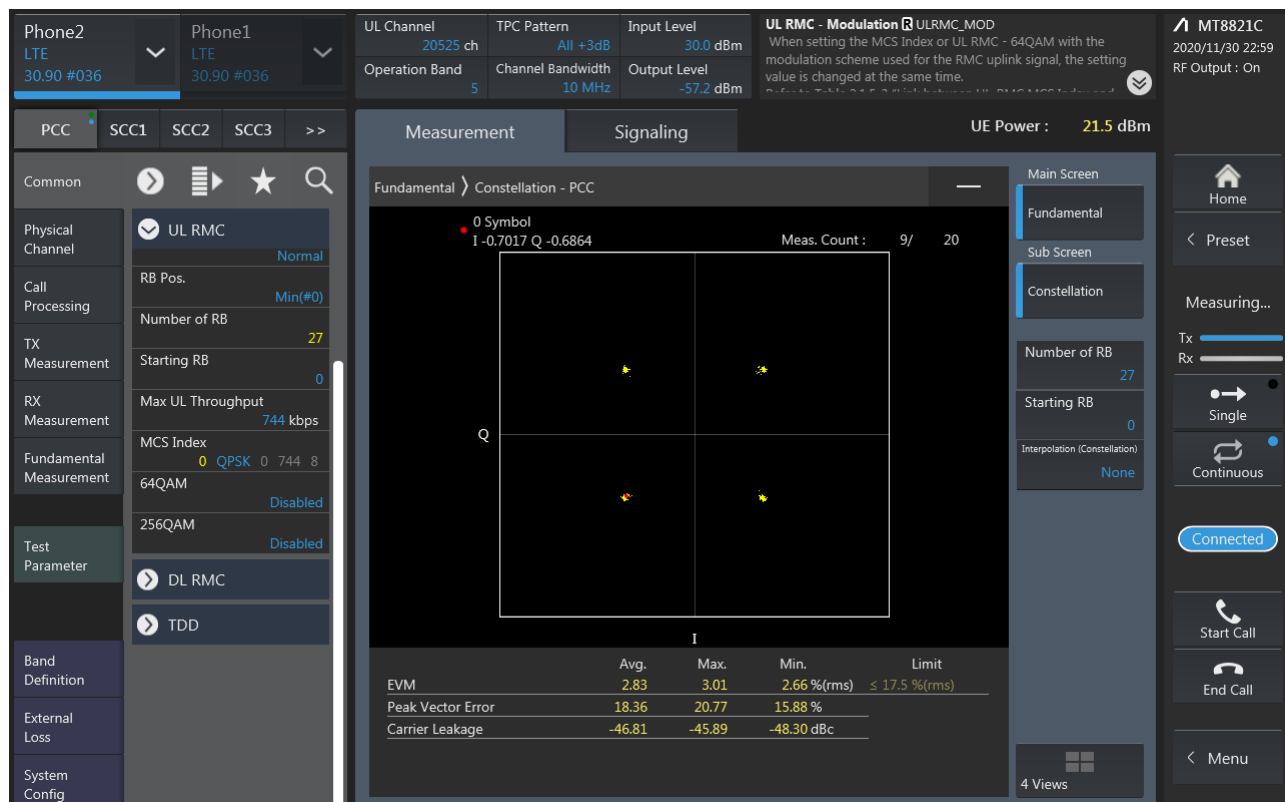 Phone2
LTE
30.90 #036
Phone1
LTE
30.90 #036
UL Channel
20525 ch
TPC Pattern
All +3dB
Input Level
30.0 dBm
Operation Band
5
Channel Bandwidth
10 MHz
Output Level
-57.2 dBm
UL RMC - Modulation R ULRMC_MOD
When setting the MCS Index or UL RMC - 64QAM with the
modulation scheme used for the RMC uplink signal, the setting
value is changed at the same time.
MT8821C
2020/11/30 22:59
RF Output : On
PCC SCC1 SCC2 SCC3 >>
Measurement
Signaling
UE Power : 21.5 dBm
Common
Physical
Channel
Call
Processing
TX
Measurement
RX
Measurement
Fundamental
Measurement
Test
Parameter
Band
Definition
External
Loss
System
Config
UL RMC
Normal
RB Pos.
Min(#0)
Number of RB
27
Starting RB
0
Max UL Throughput
744 kbps
MCS Index
0 QPSK 0 744 8
64QAM
Disabled
256QAM
Disabled
DL RMC
TDD
Fundamental 〉 Constellation - PCC
0 Symbol
I -0.7017 Q -0.6864
Meas. Count : 9/ 20
Q
I
Avg. Max. Min. Limit
EVM 2.83 3.01 2.66 %(rms) ≤ 17.5 %(rms)
Peak Vector Error 18.36 20.77 15.88 %
Carrier Leakage -46.81 -45.89 -48.30 dBc
Main Screen
Fundamental
Sub Screen
Constellation
Number of RB
27
Starting RB
0
Interpolation (Constellation)
None
4 Views
Home
< Preset
Measuring...
Tx
Rx
Single
Continuous
Connected
Start Call
End Call
< Menu